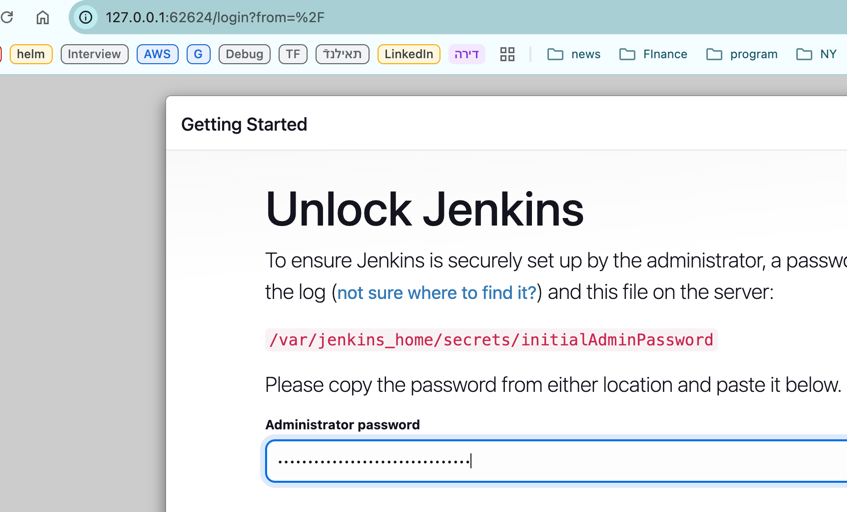 127.0.0.1:62624/login?from=%2F
helm Interview AWS G Debug TF תאילנד LinkedIn דירה news FInance program NY
Getting Started
Unlock Jenkins
To ensure Jenkins is securely set up by the administrator, a passwo
the log (not sure where to find it?) and this file on the server:
/var/jenkins_home/secrets/initialAdminPassword
Please copy the password from either location and paste it below.
Administrator password